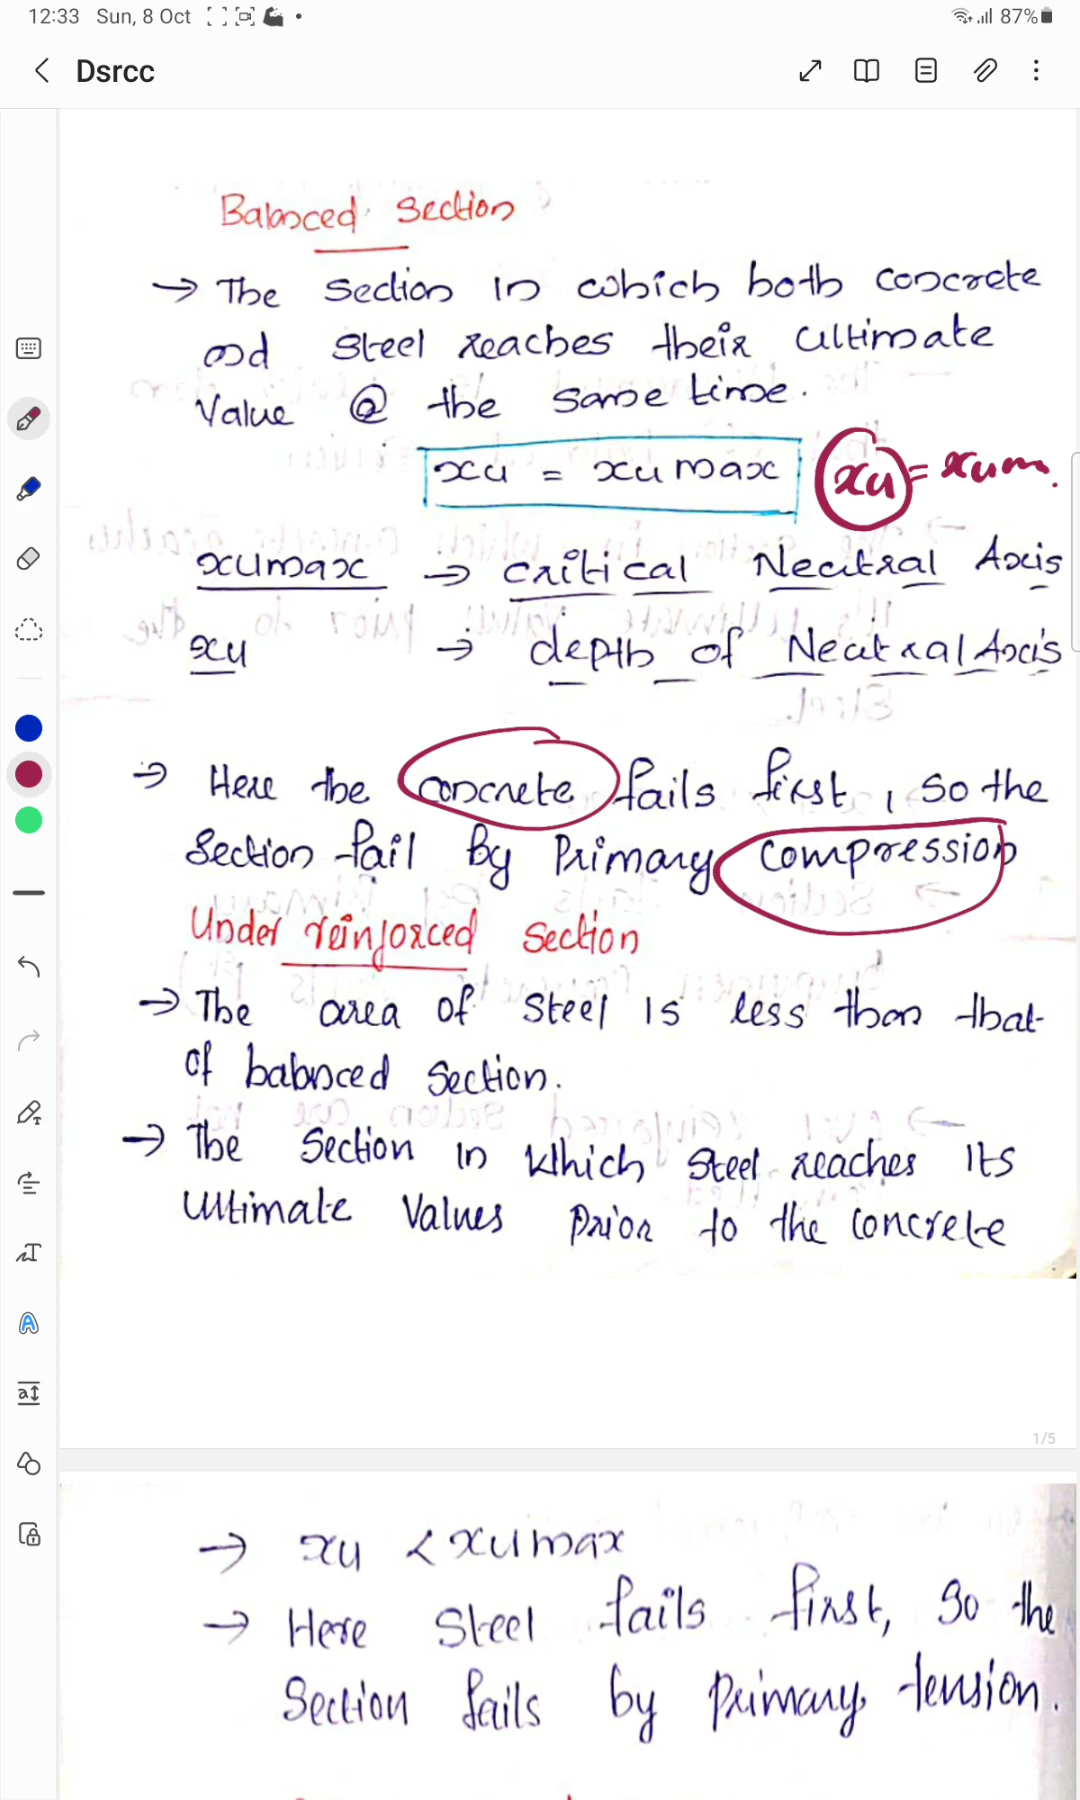 12:33 Sun, 8 Oct
87%
Dsrcc
Balanced section
→ The section in which both concrete
and steel reaches their ultimate
Value @ the same time.
xu = xu max
xu = xum.
xumax → critical Neutral Axis
xu → depth of Neutral Axis
→ Here the concrete fails first, so the
section fail by Primary compression
Under reinforced section
→ The area of steel is less than that
of balanced section.
→ The section in which steel reaches its
ultimate values prior to the concrete
1/5
→ xu < xumax
→ Here steel fails first, so the
section fails by primary tension.